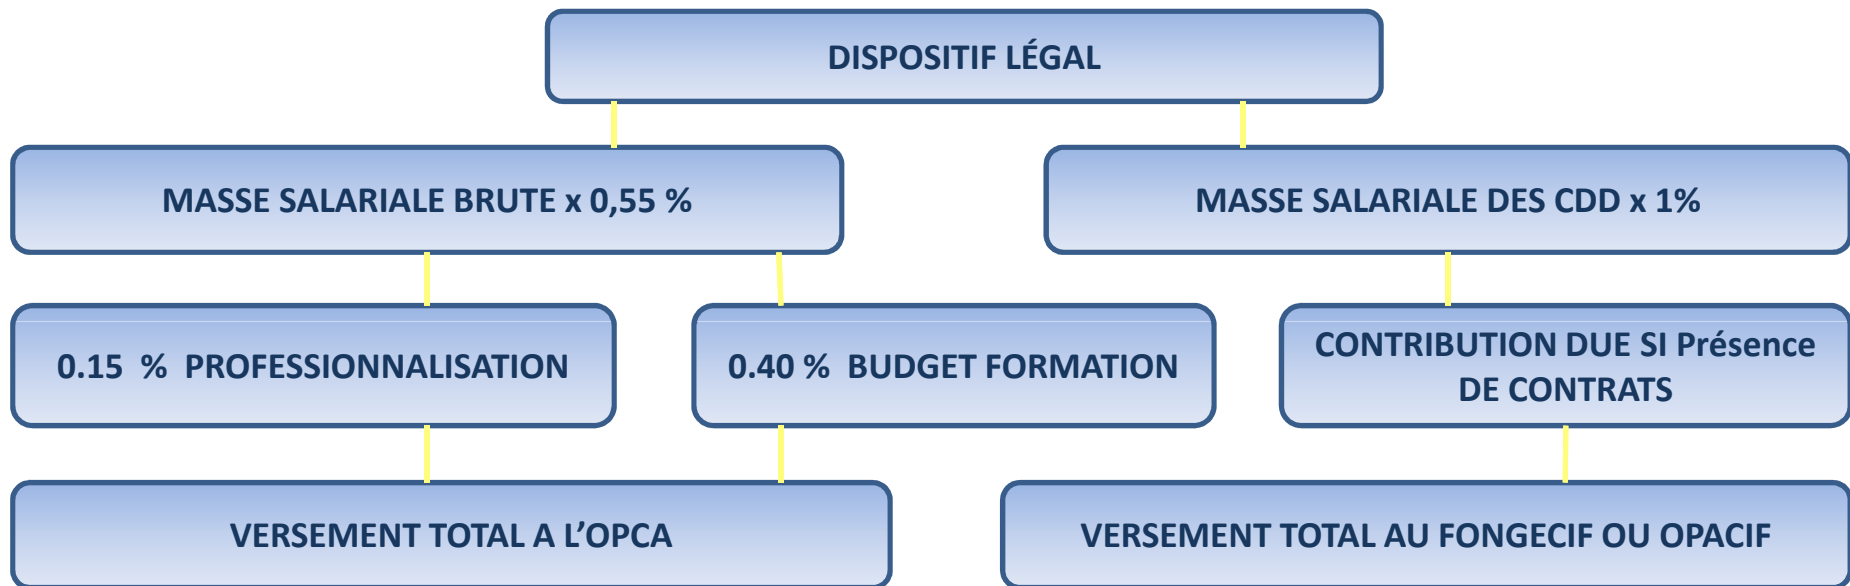 DISPOSITIF LÉGAL
MASSE SALARIALE BRUTE x 0,55 %
MASSE SALARIALE DES CDD x 1%
0.15 % PROFESSIONNALISATION
0.40 % BUDGET FORMATION
CONTRIBUTION DUE SI Présence
DE CONTRATS
VERSEMENT TOTAL A L’OPCA
VERSEMENT TOTAL AU FONGECIF OU OPACIF